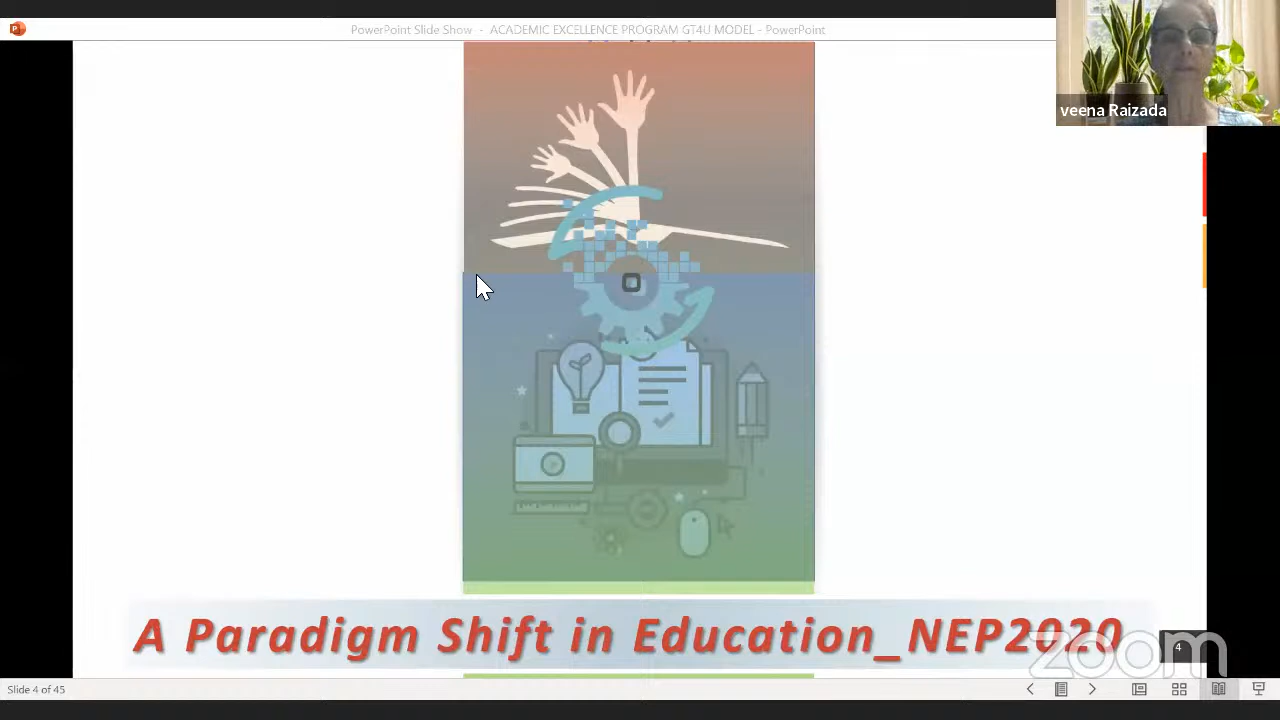 PowerPoint Slide Show - ACADEMIC EXCELLENCE PROGRAM GT4U MODEL - PowerPoint
veena Raizada
A Paradigm Shift in Education_NEP2020
4
zoom
Slide 4 of 45